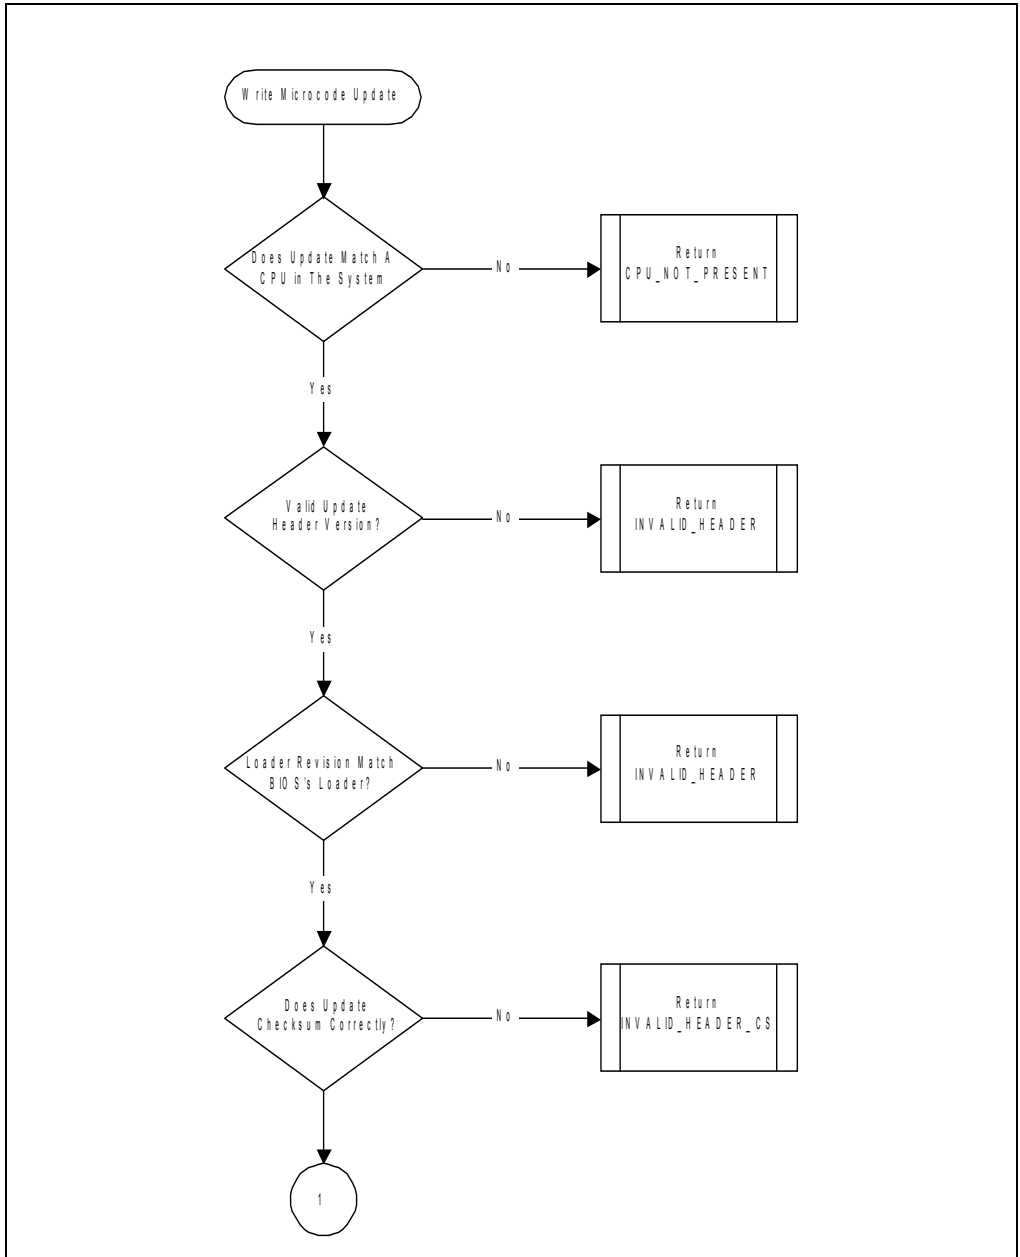 Write Microcode Update
Does Update Match A
CPU in The System
No
Return
CPU_NOT_PRESENT
Yes
Valid Update
Header Version?
No
Return
INVALID_HEADER
Yes
Loader Revision Match
BIOS's Loader?
No
Return
INVALID_HEADER
Yes
Does Update
Checksum Correctly?
No
Return
INVALID_HEADER_CS
1